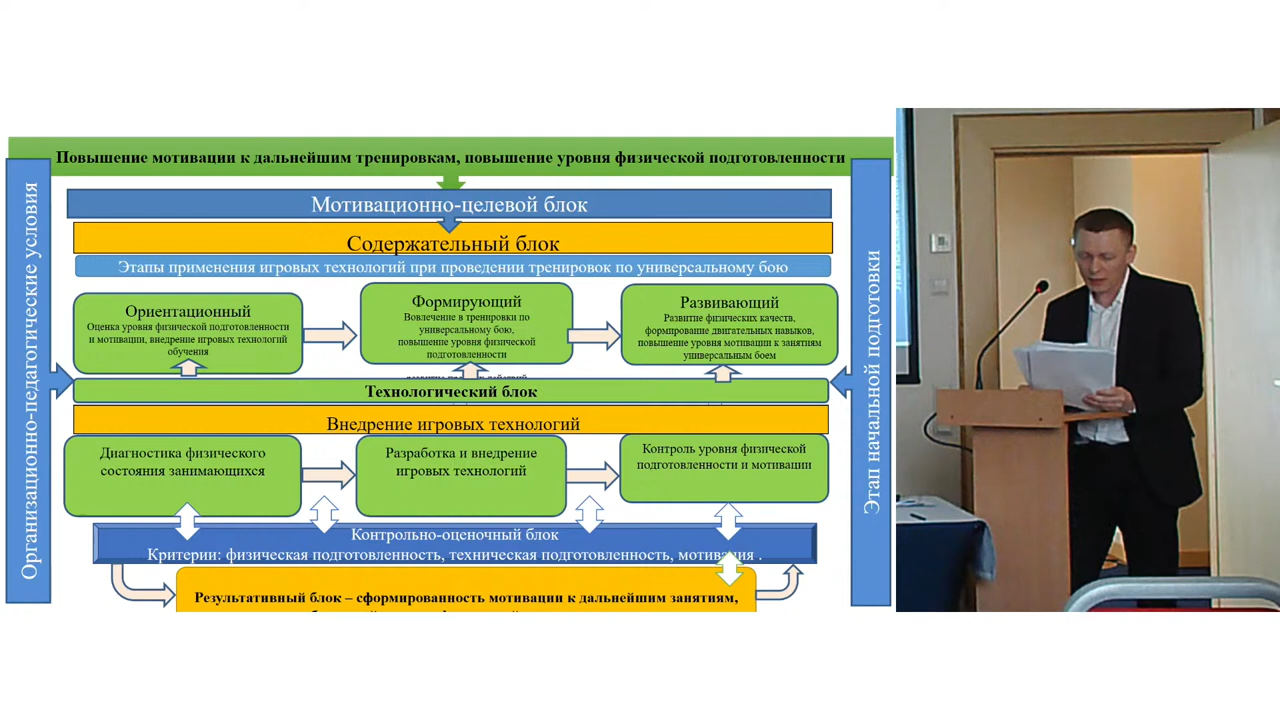 Повышение мотивации к дальнейшим тренировкам, повышение уровня физической подготовленности
Организационно-педагогические условия
Мотивационно-целевой блок
Содержательный блок
Этапы применения игровых технологий при проведении тренировок по универсальному бою
Ориентационный
Оценка уровня физической подготовленности
и мотивации, внедрение игровых технологий
обучения
Формирующий
Вовлечение в тренировки по
универсальному бою,
повышение уровня физической
подготовленности
Развивающий
Развитие физических качеств,
формирование двигательных навыков,
повышение уровня мотивации к занятиям
универсальным боем
Технологический блок
Внедрение игровых технологий
Диагностика физического
состояния занимающихся
Разработка и внедрение
игровых технологий
Контроль уровня физической
подготовленности и мотивации
Контрольно-оценочный блок
Критерии: физическая подготовленность, техническая подготовленность, мотивация .
Результативный блок – сформированность мотивации к дальнейшим занятиям,
Этап начальной подготовки